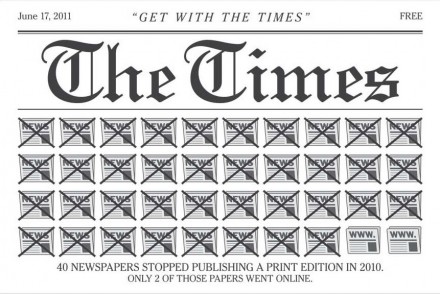 June 17, 2011 "GET WITH THE TIMES" FREE
The Times
NEWS NEWS NEWS NEWS NEWS NEWS NEWS NEWS NEWS NEWS
NEWS NEWS NEWS NEWS NEWS NEWS NEWS NEWS NEWS NEWS
NEWS NEWS NEWS NEWS NEWS NEWS NEWS NEWS NEWS NEWS
NEWS NEWS NEWS NEWS NEWS NEWS NEWS NEWS WWW. WWW.
40 NEWSPAPERS STOPPED PUBLISHING A PRINT EDITION IN 2010.
ONLY 2 OF THOSE PAPERS WENT ONLINE.